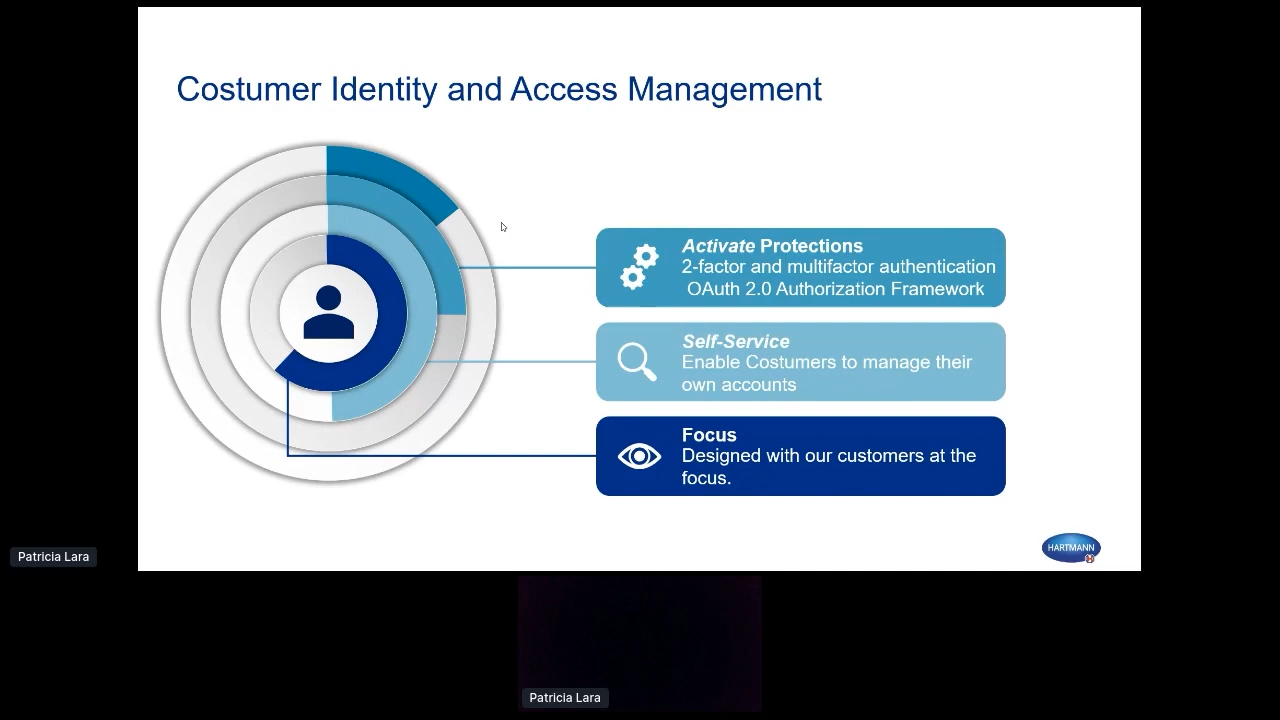 Costumer Identity and Access Management
Activate Protections
2-factor and multifactor authentication
OAuth 2.0 Authorization Framework
Self-Service
Enable Costumers to manage their
own accounts
Focus
Designed with our customers at the
focus.
HARTMANN
Patricia Lara
Patricia Lara